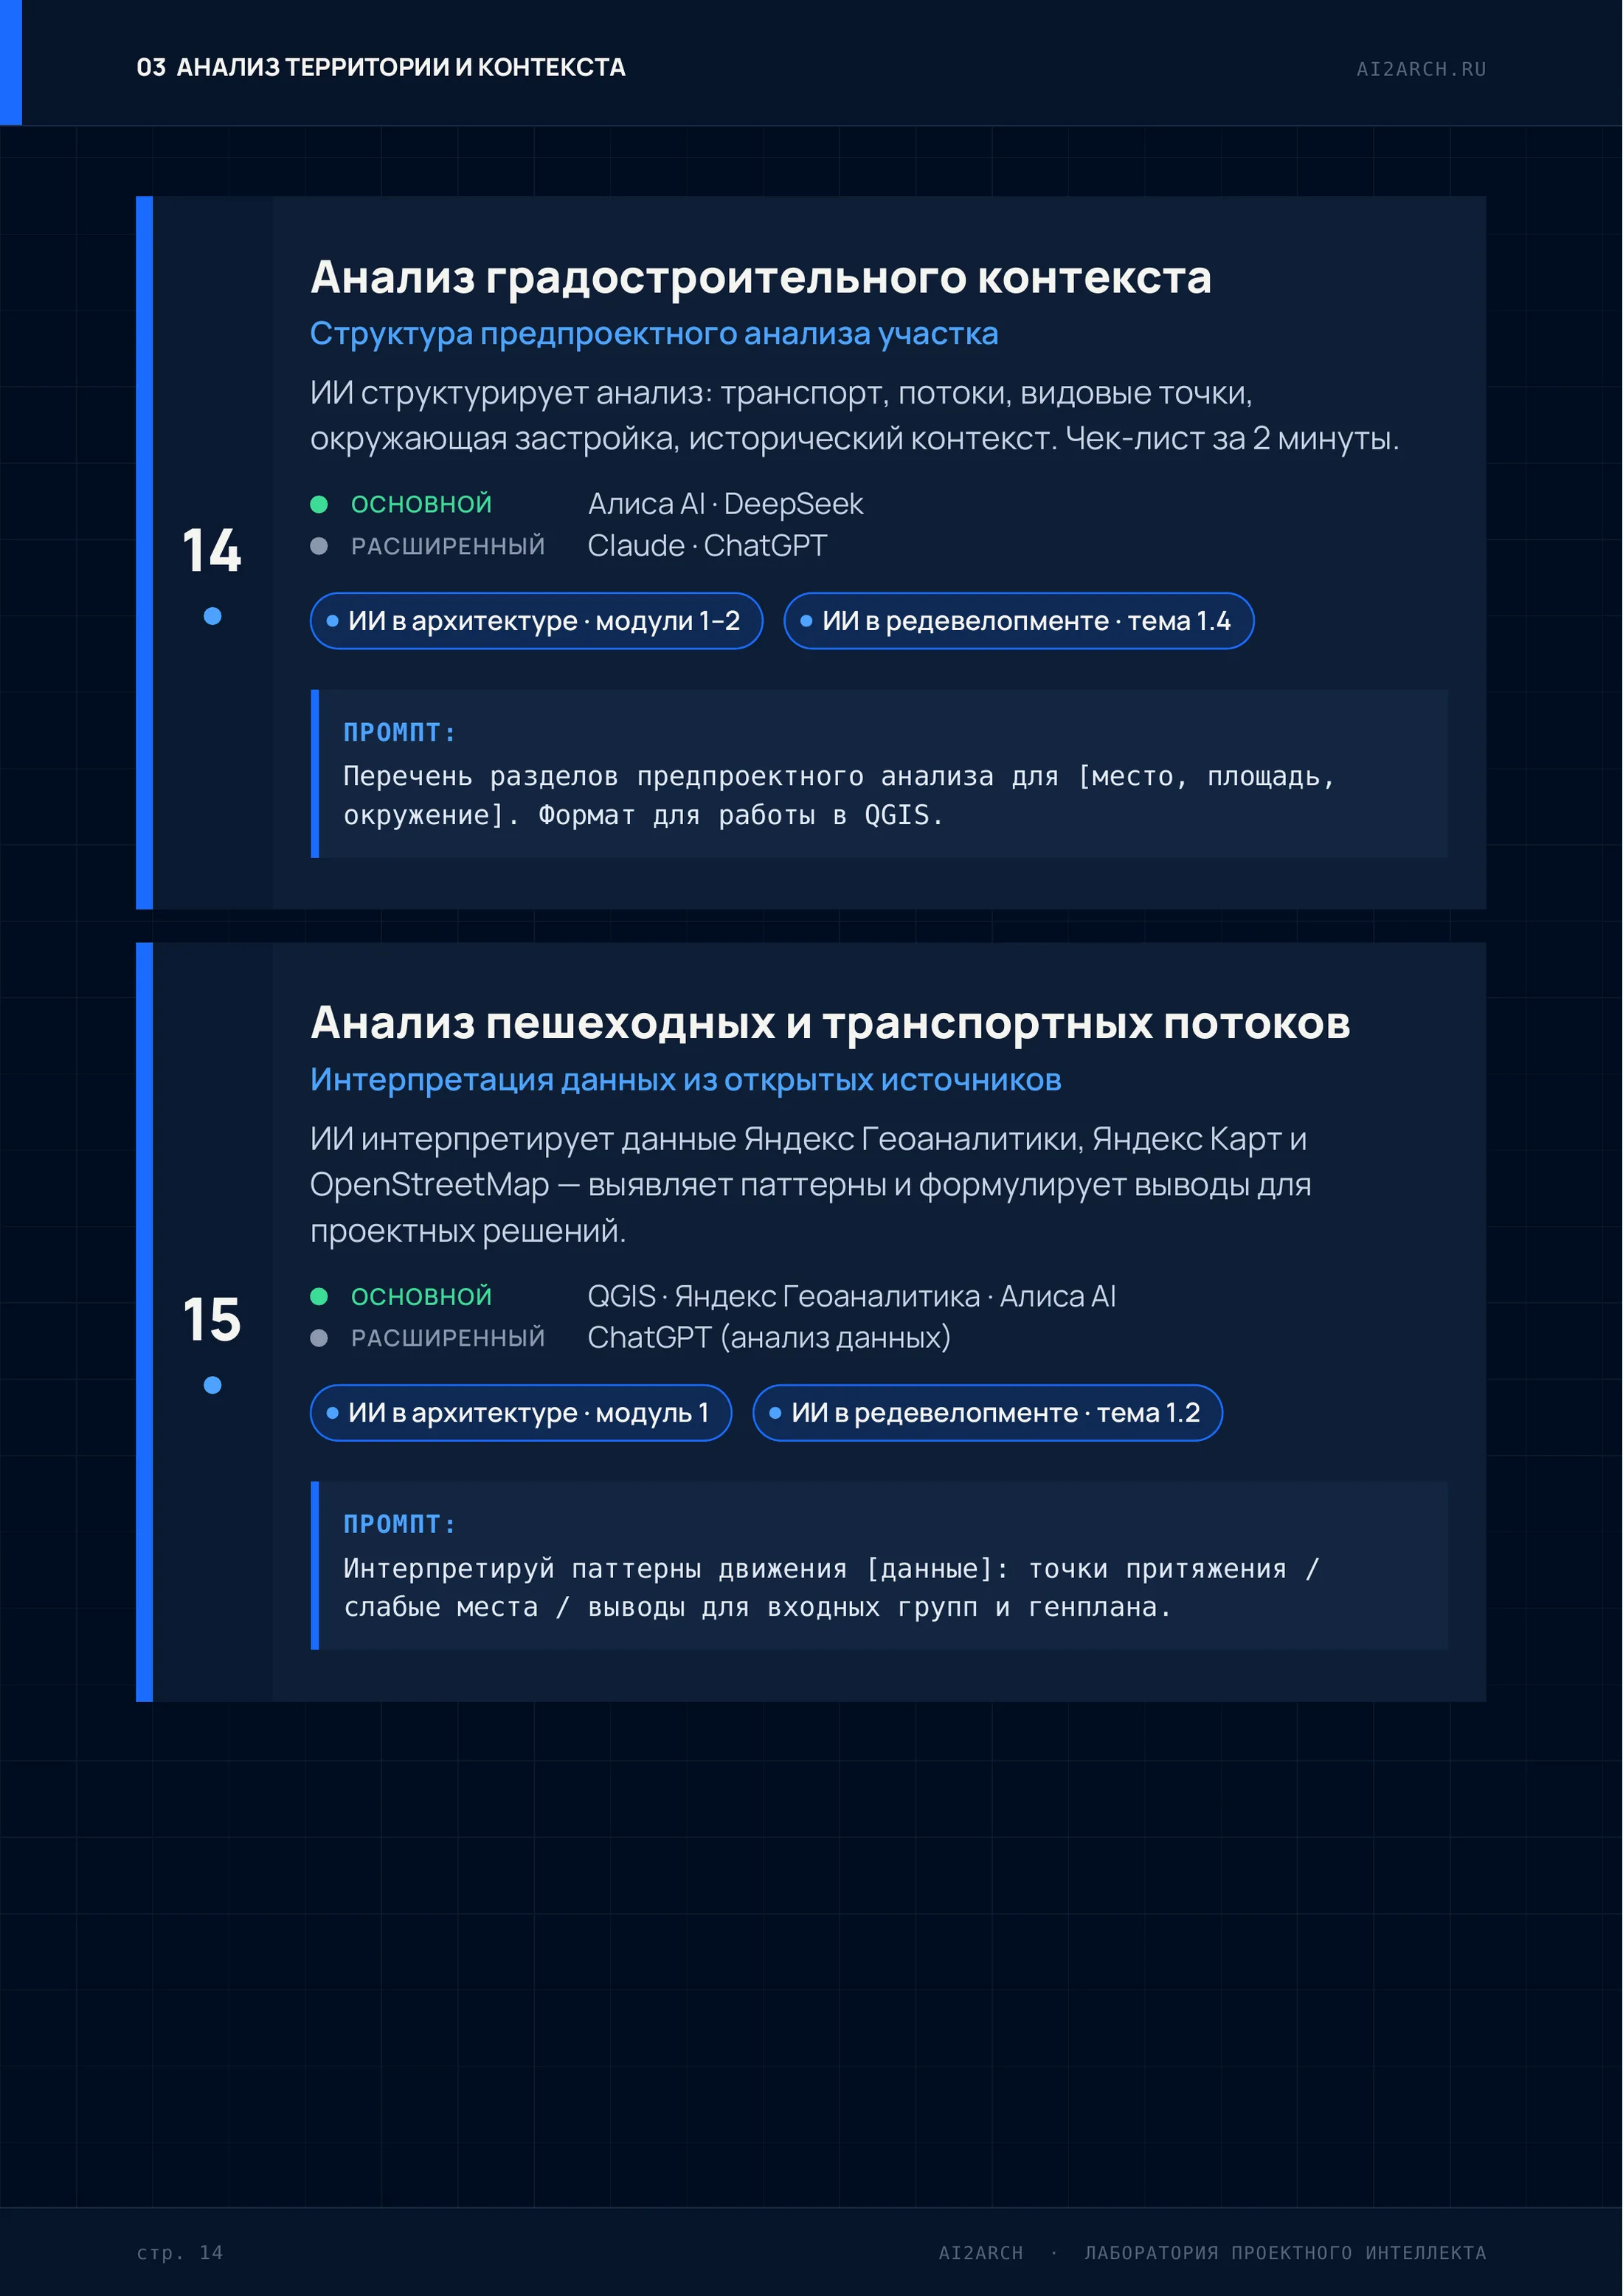 03 АНАЛИЗ ТЕРРИТОРИИ И КОНТЕКСТА
AI2ARCH.RU
14
Анализ градостроительного контекста
Структура предпроектного анализа участка
ИИ структурирует анализ: транспорт, потоки, видовые точки,
окружающая застройка, исторический контекст. Чек-лист за 2 минуты.
ОСНОВНОЙ Алиса AI · DeepSeek
РАСШИРЕННЫЙ Claude · ChatGPT
ИИ в архитектуре · модули 1–2 ИИ в редевелопменте · тема 1.4
ПРОМПТ:
Перечень разделов предпроектного анализа для [место, площадь,
окружение]. Формат для работы в QGIS.
15
Анализ пешеходных и транспортных потоков
Интерпретация данных из открытых источников
ИИ интерпретирует данные Яндекс Геоаналитики, Яндекс Карт и
OpenStreetMap — выявляет паттерны и формулирует выводы для
проектных решений.
ОСНОВНОЙ QGIS · Яндекс Геоаналитика · Алиса AI
РАСШИРЕННЫЙ ChatGPT (анализ данных)
ИИ в архитектуре · модуль 1 ИИ в редевелопменте · тема 1.2
ПРОМПТ:
Интерпретируй паттерны движения [данные]: точки притяжения /
слабые места / выводы для входных групп и генплана.
стр. 14
AI2ARCH · ЛАБОРАТОРИЯ ПРОЕКТНОГО ИНТЕЛЛЕКТА